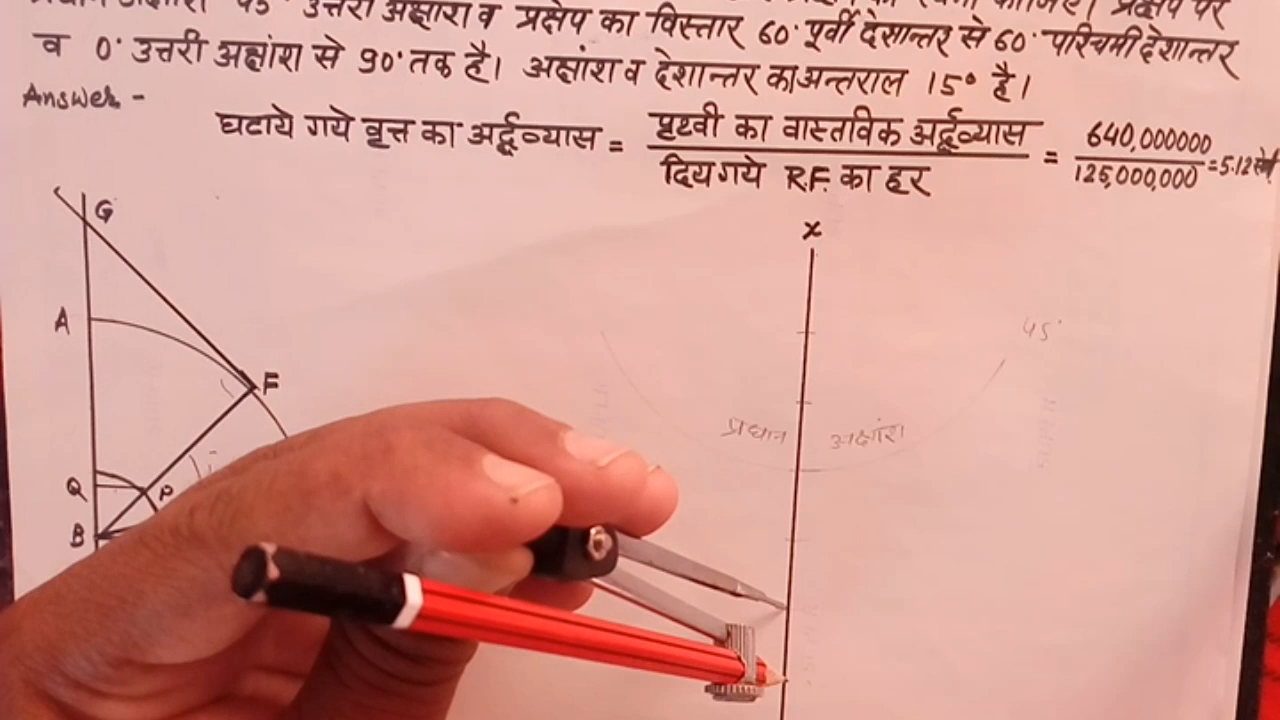 45° उत्तरी अक्षांश व प्रक्षेप का विस्तार 60° पूर्वी देशान्तर से 60° पश्चिमी देशान्तर
व 0° उत्तरी अक्षांश से 90° तक है। अक्षांश व देशान्तर का अन्तराल 15° है।
Answer -
घटाये गये वृत्त का अर्द्धव्यास = पृथ्वी का वास्तविक अर्द्धव्यास / दिये गये R.F. का हर = 640,000000 / 125,000,000 = 5.12 सेमी
G
x
A
45°
F
प्रधान अक्षांश
Q
P
B